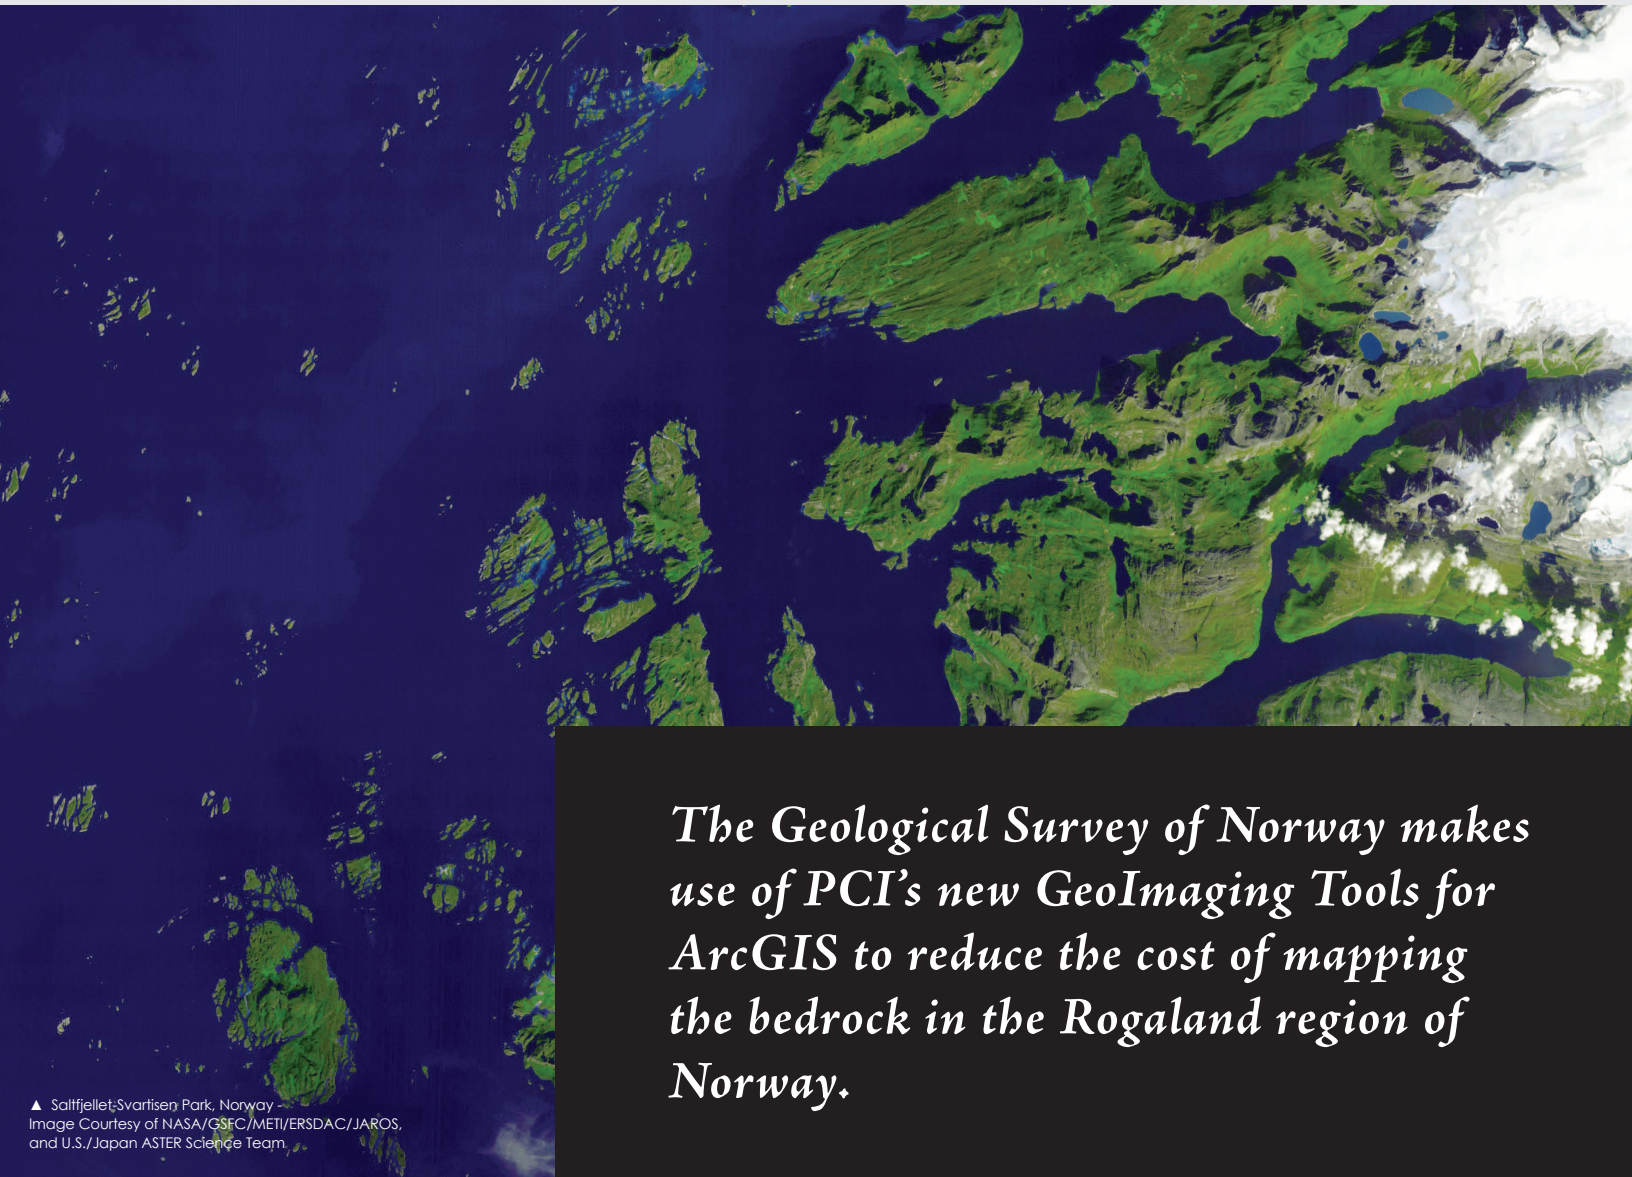 The Geological Survey of Norway makes
use of PCI’s new GeoImaging Tools for
ArcGIS to reduce the cost of mapping
the bedrock in the Rogaland region of
Norway.
▲ Saltfjellet-Svartisen Park, Norway -
Image Courtesy of NASA/GSFC/METI/ERSDAC/JAROS,
and U.S./Japan ASTER Science Team